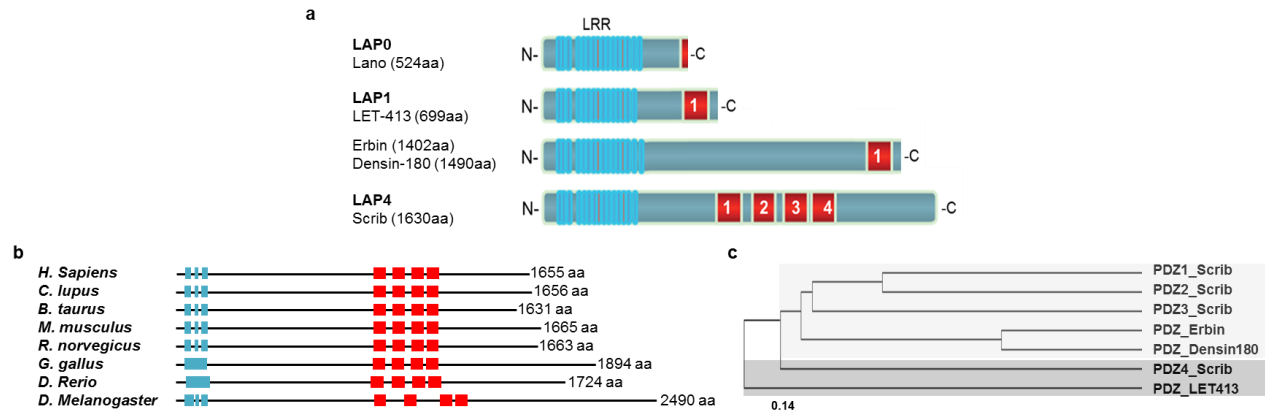 a
LRR
LAP0
Lano (524aa)
N-
-C
LAP1
LET-413 (699aa)
N-
1
-C
Erbin (1402aa)
Densin-180 (1490aa)
N-
1
-C
LAP4
Scrib (1630aa)
N-
1 2 3 4
-C
b
H. Sapiens 1655 aa
C. lupus 1656 aa
B. taurus 1631 aa
M. musculus 1665 aa
R. norvegicus 1663 aa
G. gallus 1894 aa
D. Rerio 1724 aa
D. Melanogaster 2490 aa
c
PDZ1_Scrib
PDZ2_Scrib
PDZ3_Scrib
PDZ_Erbin
PDZ_Densin180
PDZ4_Scrib
PDZ_LET413
0.14